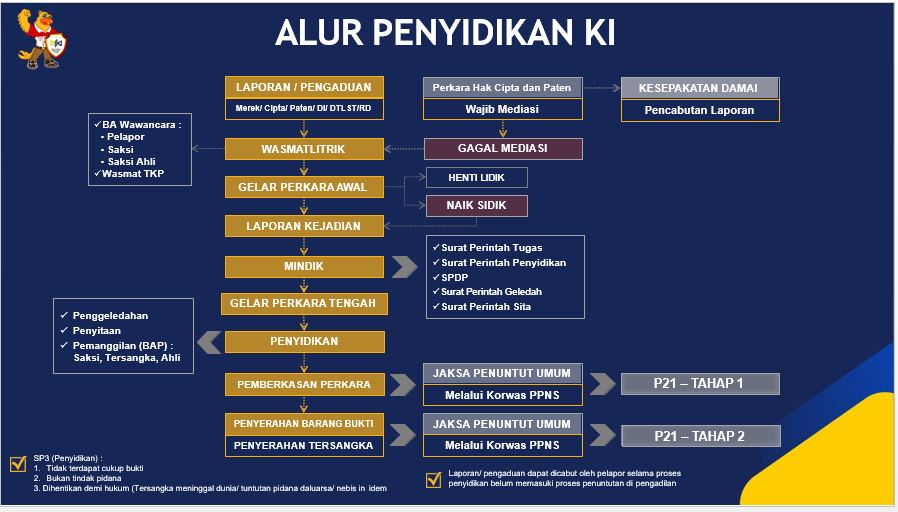 ALUR PENYIDIKAN KI
LAPORAN / PENGADUAN
Merek/ Cipta/ Paten/ DI/ DTLST/RD
Perkara Hak Cipta dan Paten
Wajib Mediasi
KESEPAKATAN DAMAI
Pencabutan Laporan
✓BA Wawancara :
- Pelapor
- Saksi
- Saksi Ahli
✓Wasmat TKP
WASMATLITRIK
GAGAL MEDIASI
GELAR PERKARA AWAL
HENTI LIDIK
NAIK SIDIK
LAPORAN KEJADIAN
MINDIK
✓Surat Perintah Tugas
✓Surat Perintah Penyidikan
✓SPDP
✓Surat Perintah Geledah
✓Surat Perintah Sita
GELAR PERKARA TENGAH
✓ Penggeledahan
✓ Penyitaan
✓ Pemanggilan (BAP) :
Saksi, Tersangka, Ahli
PENYIDIKAN
PEMBERKASAN PERKARA
JAKSA PENUNTUT UMUM
Melalui Korwas PPNS
P21 – TAHAP 1
PENYERAHAN BARANG BUKTI
PENYERAHAN TERSANGKA
JAKSA PENUNTUT UMUM
Melalui Korwas PPNS
P21 – TAHAP 2
SP3 (Penyidikan) :
1. Tidak terdapat cukup bukti
2. Bukan tindak pidana
3. Dihentikan demi hukum (Tersangka meninggal dunia/ tuntutan pidana daluarsa/ nebis in idem
Laporan/ pengaduan dapat dicabut oleh pelapor selama proses
penyidikan belum memasuki proses penuntutan di pengadilan